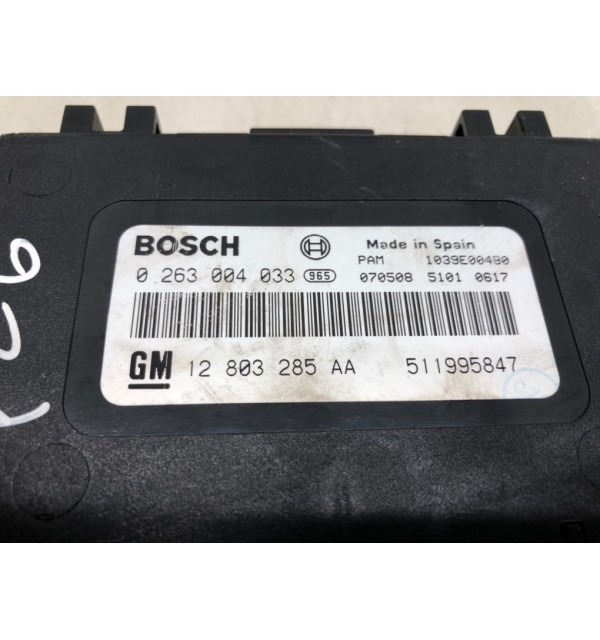 BOSCH
Made in Spain
0 263 004 033 965
PAM 1039E00480
070508 5101 0617
GM 12 803 285 AA 511995847